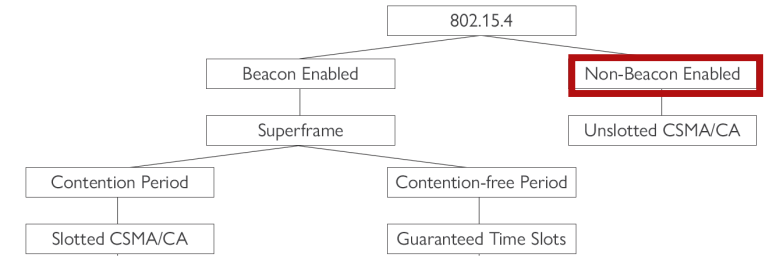 802.15.4
Beacon Enabled
Non-Beacon Enabled
Superframe
Unslotted CSMA/CA
Contention Period
Contention-free Period
Slotted CSMA/CA
Guaranteed Time Slots